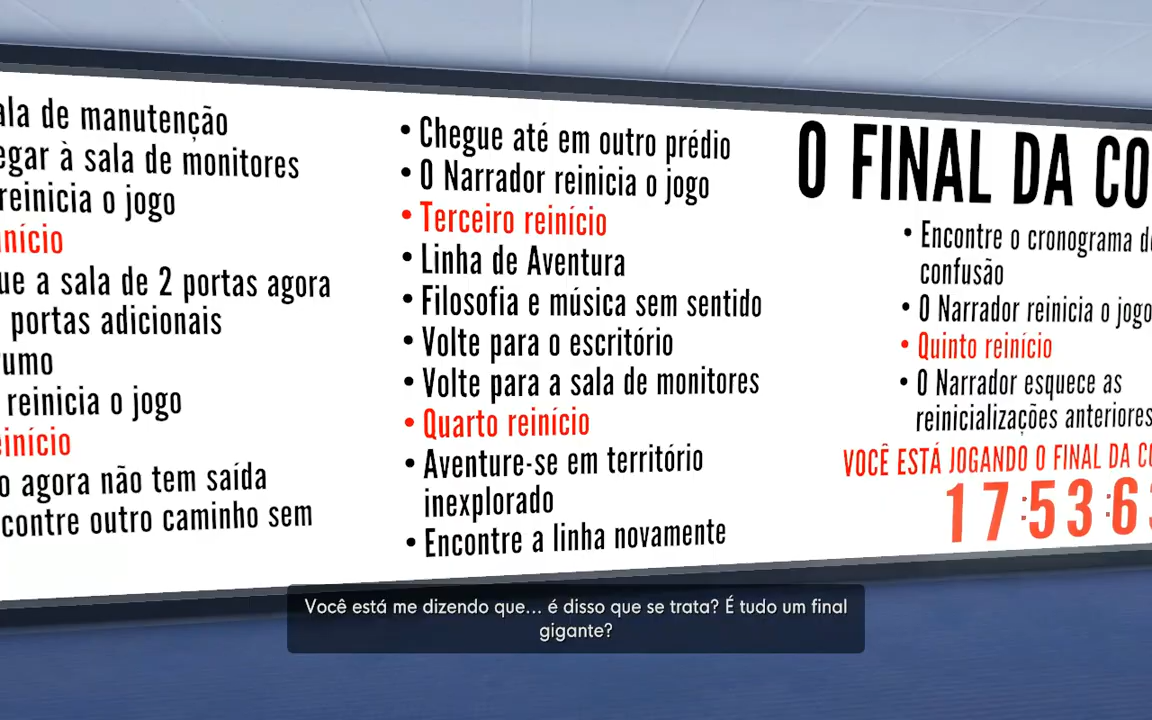 ala de manutenção
egar à sala de monitores
reinicia o jogo
início
ue a sala de 2 portas agora
portas adicionais
umo
reinicia o jogo
einício
o agora não tem saída
contre outro caminho sem
• Chegue até em outro prédio
• O Narrador reinicia o jogo
• Terceiro reinício
• Linha de Aventura
• Filosofia e música sem sentido
• Volte para o escritório
• Volte para a sala de monitores
• Quarto reinício
• Aventure-se em território
inexplorado
• Encontre a linha novamente
O FINAL DA CO
• Encontre o cronograma d
confusão
• O Narrador reinicia o jogo
• Quinto reinício
• O Narrador esquece as
reinicializações anteriores
VOCÊ ESTÁ JOGANDO O FINAL DA CO
17:53:6
Você está me dizendo que... é disso que se trata? É tudo um final
gigante?